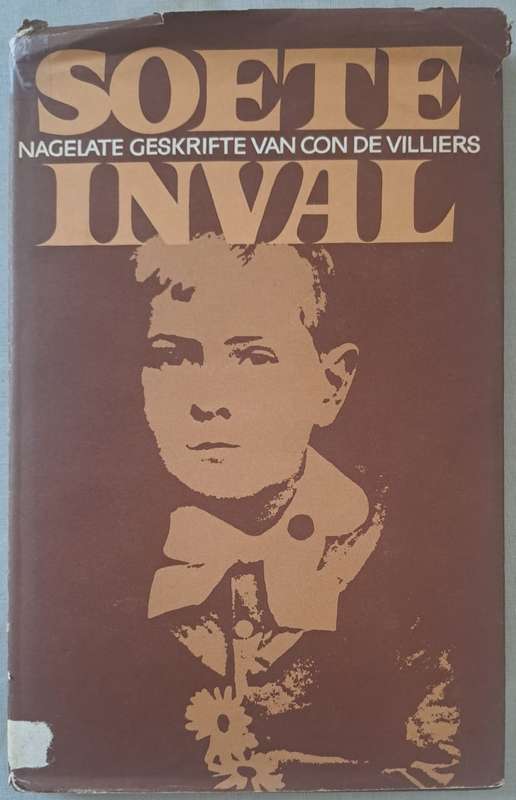 SOETE
NAGELATE GESKRIFTE VAN CON DE VILLIERS
INVAL